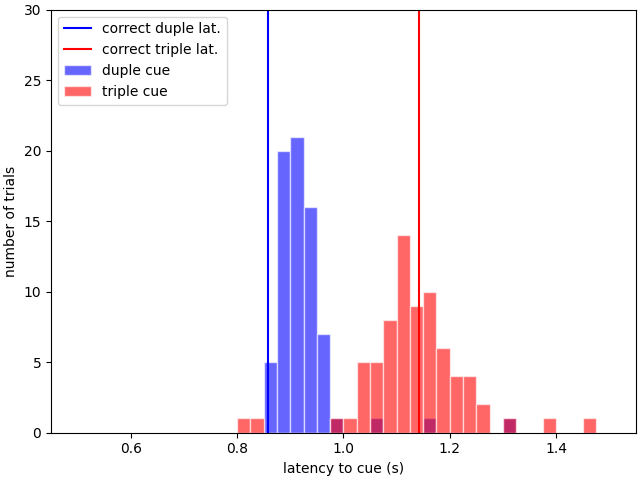 30
25
20
15
10
5
0
number of trials
correct duple lat.
correct triple lat.
duple cue
triple cue
0.6 0.8 1.0 1.2 1.4
latency to cue (s)